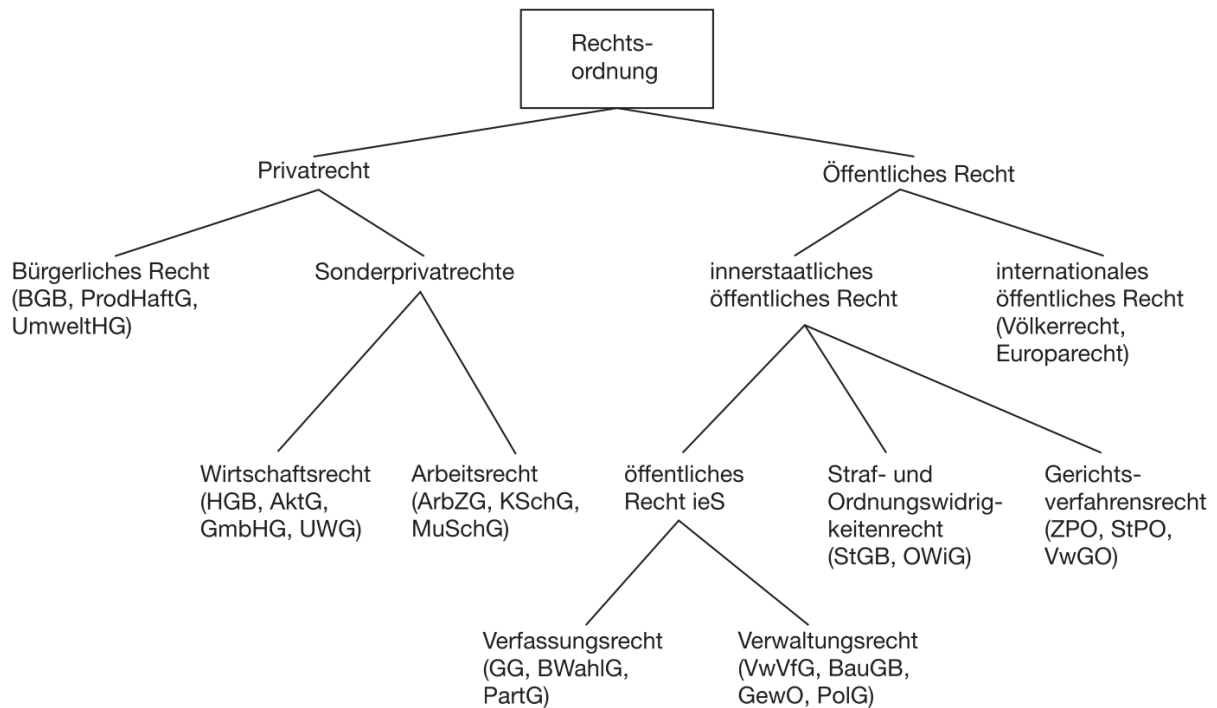 Rechts-
ordnung
Privatrecht
Öffentliches Recht
Bürgerliches Recht
(BGB, ProdHaftG,
UmweltHG)
Sonderprivatrechte
innerstaatliches
öffentliches Recht
internationales
öffentliches Recht
(Völkerrecht,
Europarecht)
Wirtschaftsrecht
(HGB, AktG,
GmbHG, UWG)
Arbeitsrecht
(ArbZG, KSchG,
MuSchG)
öffentliches
Recht ieS
Straf- und
Ordnungswidrig-
keitenrecht
(StGB, OWiG)
Gerichts-
verfahrensrecht
(ZPO, StPO,
VwGO)
Verfassungsrecht
(GG, BWahlG,
PartG)
Verwaltungsrecht
(VwVfG, BauGB,
GewO, PolG)